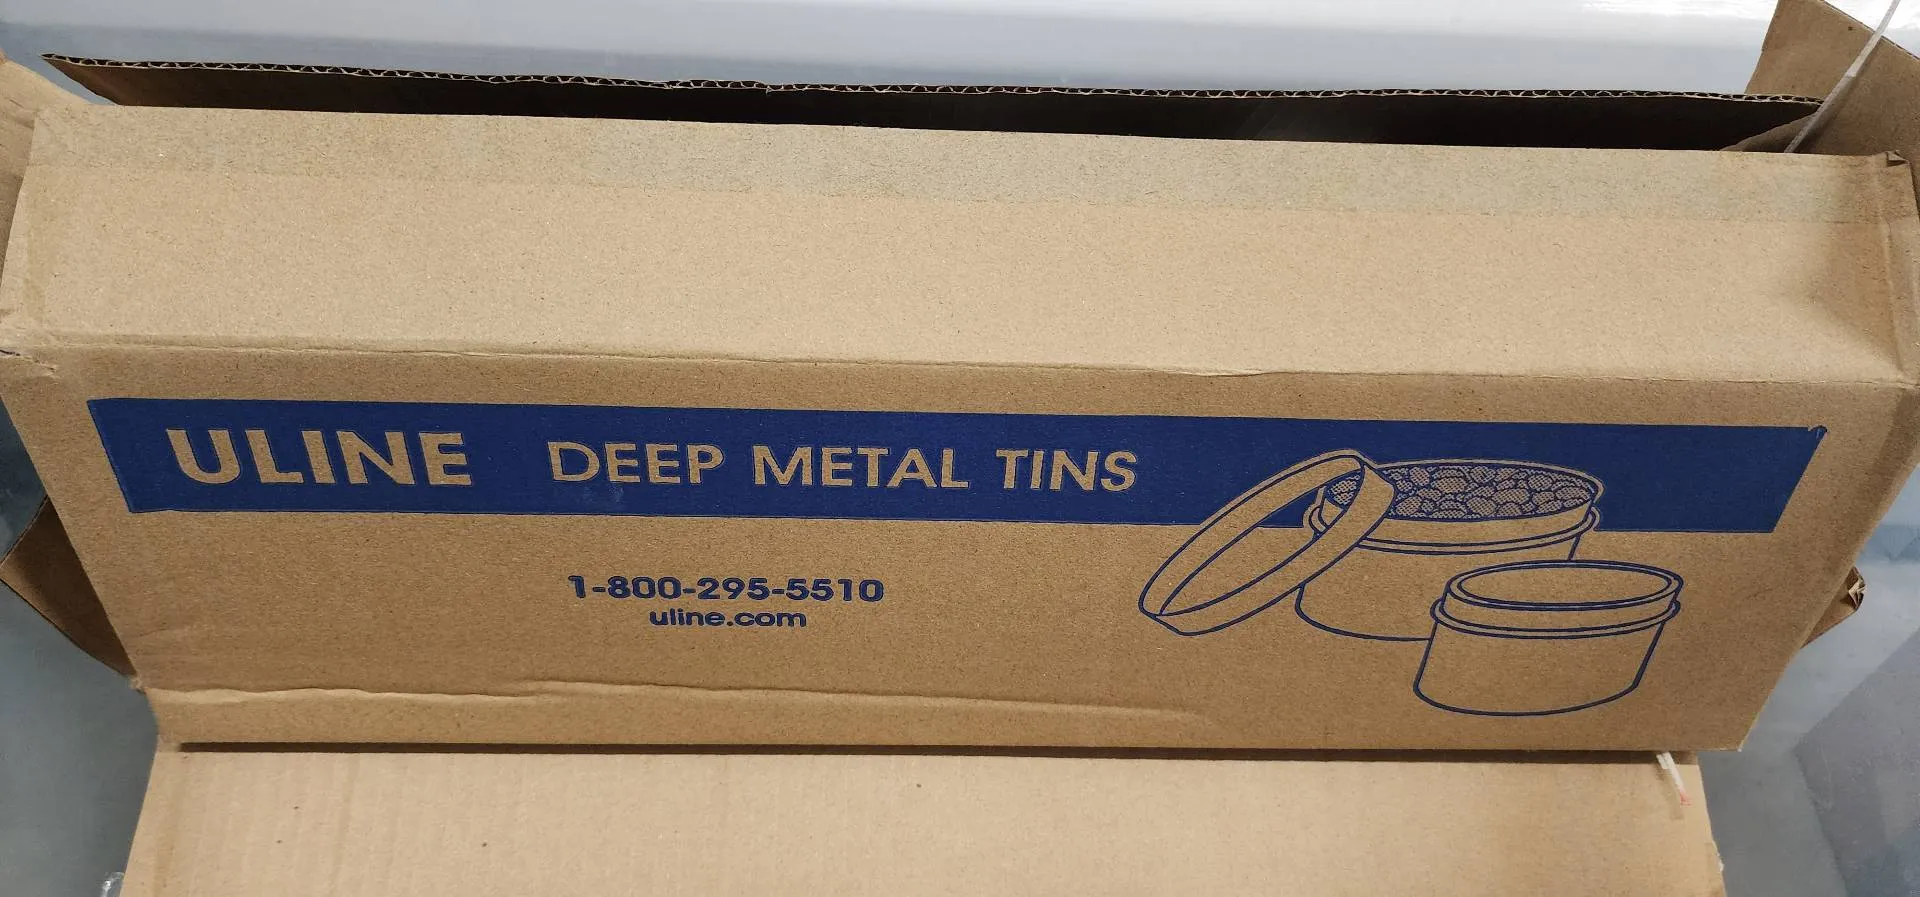 ULINE DEEP METAL TINS
1-800-295-5510
uline.com